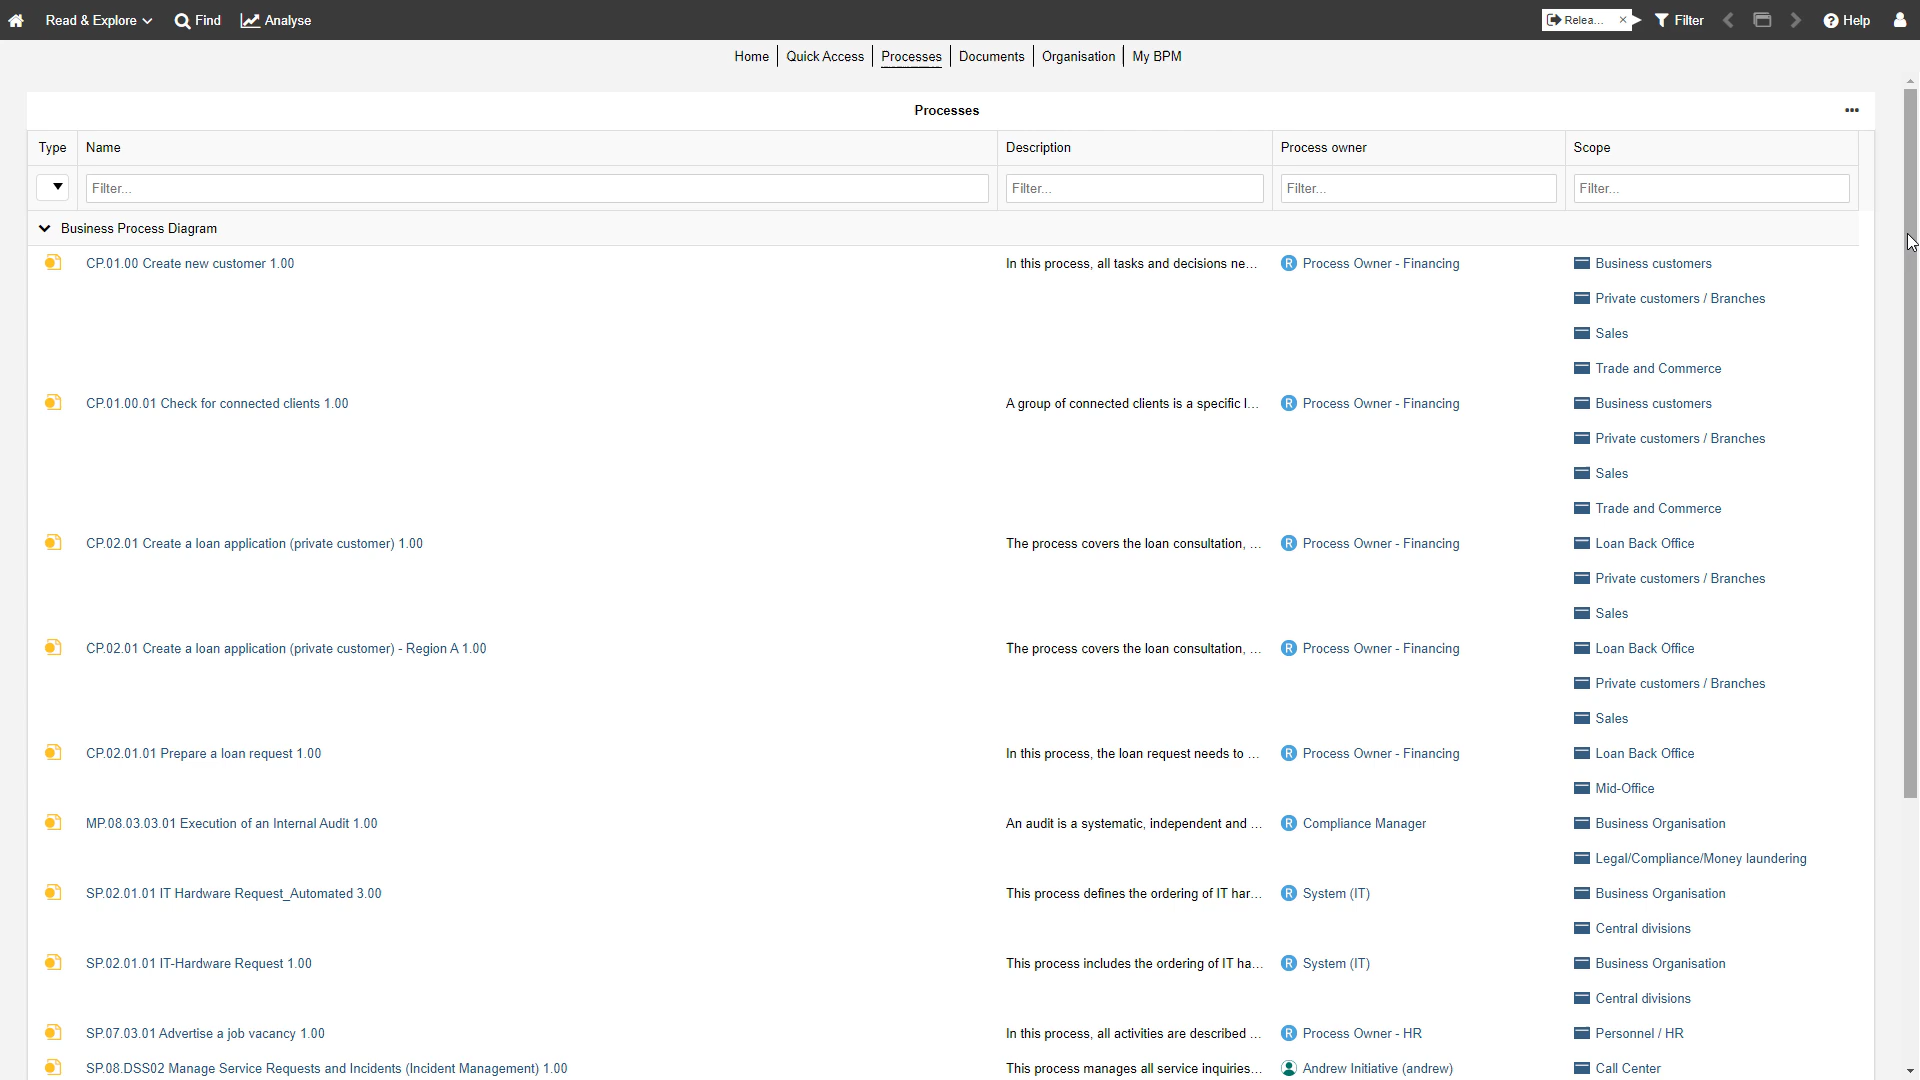 Read & Explore Find Analyse Relea... × Filter Help
Home Quick Access Processes Documents Organisation My BPM
Processes
Type Name Description Process owner Scope
Filter... Filter... Filter... Filter...
Business Process Diagram
CP.01.00 Create new customer 1.00 In this process, all tasks and decisions ne... R Process Owner - Financing Business customers
Private customers / Branches
Sales
Trade and Commerce
CP.01.00.01 Check for connected clients 1.00 A group of connected clients is a specific l... R Process Owner - Financing Business customers
Private customers / Branches
Sales
Trade and Commerce
CP.02.01 Create a loan application (private customer) 1.00 The process covers the loan consultation, ... R Process Owner - Financing Loan Back Office
Private customers / Branches
Sales
CP.02.01 Create a loan application (private customer) - Region A 1.00 The process covers the loan consultation, ... R Process Owner - Financing Loan Back Office
Private customers / Branches
Sales
CP.02.01.01 Prepare a loan request 1.00 In this process, the loan request needs to ... R Process Owner - Financing Loan Back Office
Mid-Office
MP.08.03.03.01 Execution of an Internal Audit 1.00 An audit is a systematic, independent and ... R Compliance Manager Business Organisation
Legal/Compliance/Money laundering
SP.02.01.01 IT Hardware Request_Automated 3.00 This process defines the ordering of IT har... R System (IT) Business Organisation
Central divisions
SP.02.01.01 IT-Hardware Request 1.00 This process includes the ordering of IT ha... R System (IT) Business Organisation
Central divisions
SP.07.03.01 Advertise a job vacancy 1.00 In this process, all activities are described ... R Process Owner - HR Personnel / HR
SP.08.DSS02 Manage Service Requests and Incidents (Incident Management) 1.00 This process manages all service inquiries... Andrew Initiative (andrew) Call Center